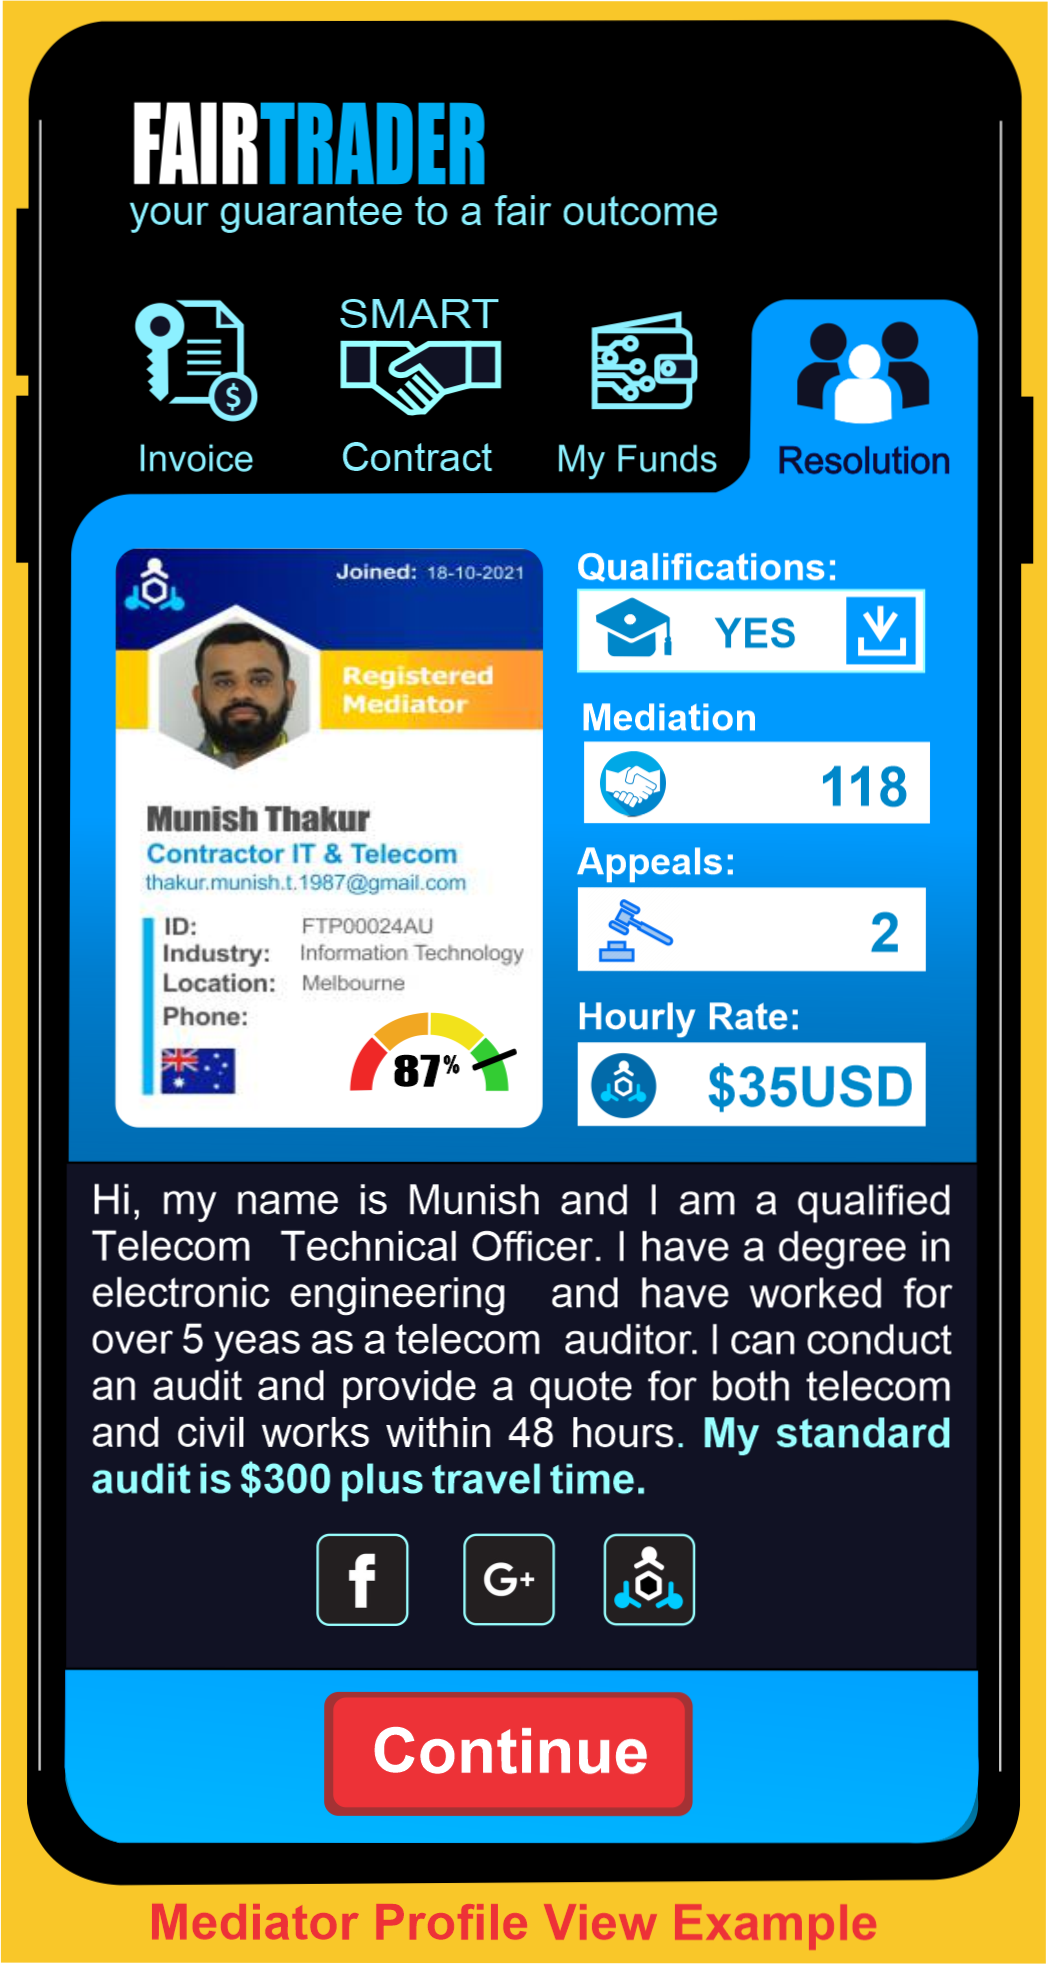 FAIRTRADER
your guarantee to a fair outcome
SMART
Invoice
Contract
My Funds
Resolution
$
Joined: 18-10-2021
Registered
Mediator
Munish Thakur
Contractor IT & Telecom
thakur.munish.t.1987@gmail.com
ID: FTP00024AU
Industry: Information Technology
Location: Melbourne
Phone:
87%
Qualifications:
YES
Mediation
118
Appeals:
2
Hourly Rate:
$35USD
Hi, my name is Munish and I am a qualified
Telecom Technical Officer. I have a degree in
electronic engineering and have worked for
over 5 yeas as a telecom auditor. I can conduct
an audit and provide a quote for both telecom
and civil works within 48 hours. My standard
audit is $300 plus travel time.
f
G+
Continue
Mediator Profile View Example